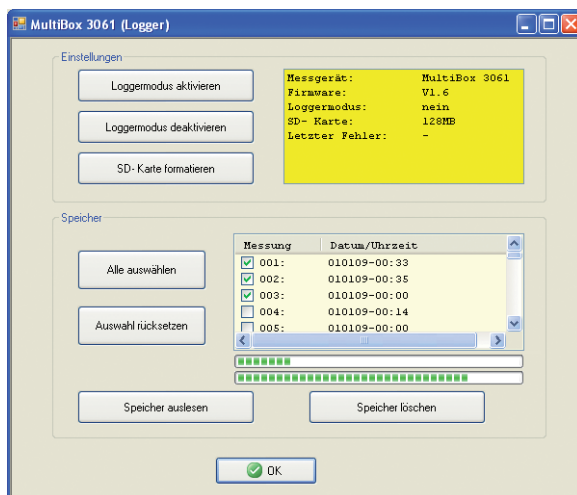 MultiBox 3061 (Logger)
Einstellungen
Loggermodus aktivieren
Loggermodus deaktivieren
SD- Karte formatieren
Messgerät: MultiBox 3061
Firmware: V1.6
Loggermodus: nein
SD- Karte: 128MB
Letzter Fehler: -
Speicher
Alle auswählen
Auswahl rücksetzen
Messung Datum/Uhrzeit
001: 010109-00:33
002: 010109-00:35
003: 010109-00:00
004: 010109-00:14
005: 010109-00:00
Speicher auslesen
Speicher löschen
OK